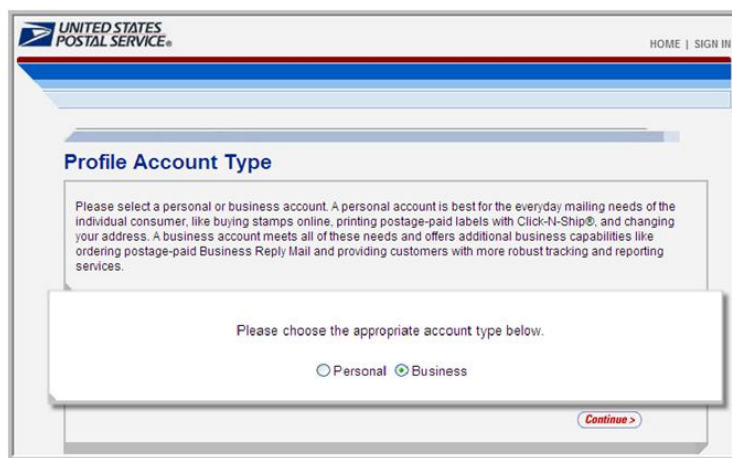 UNITED STATES
POSTAL SERVICE®
HOME | SIGN IN
Profile Account Type
Please select a personal or business account. A personal account is best for the everyday mailing needs of the
individual consumer, like buying stamps online, printing postage-paid labels with Click-N-Ship®, and changing
your address. A business account meets all of these needs and offers additional business capabilities like
ordering postage-paid Business Reply Mail and providing customers with more robust tracking and reporting
services.
Please choose the appropriate account type below.
Personal Business
Continue >